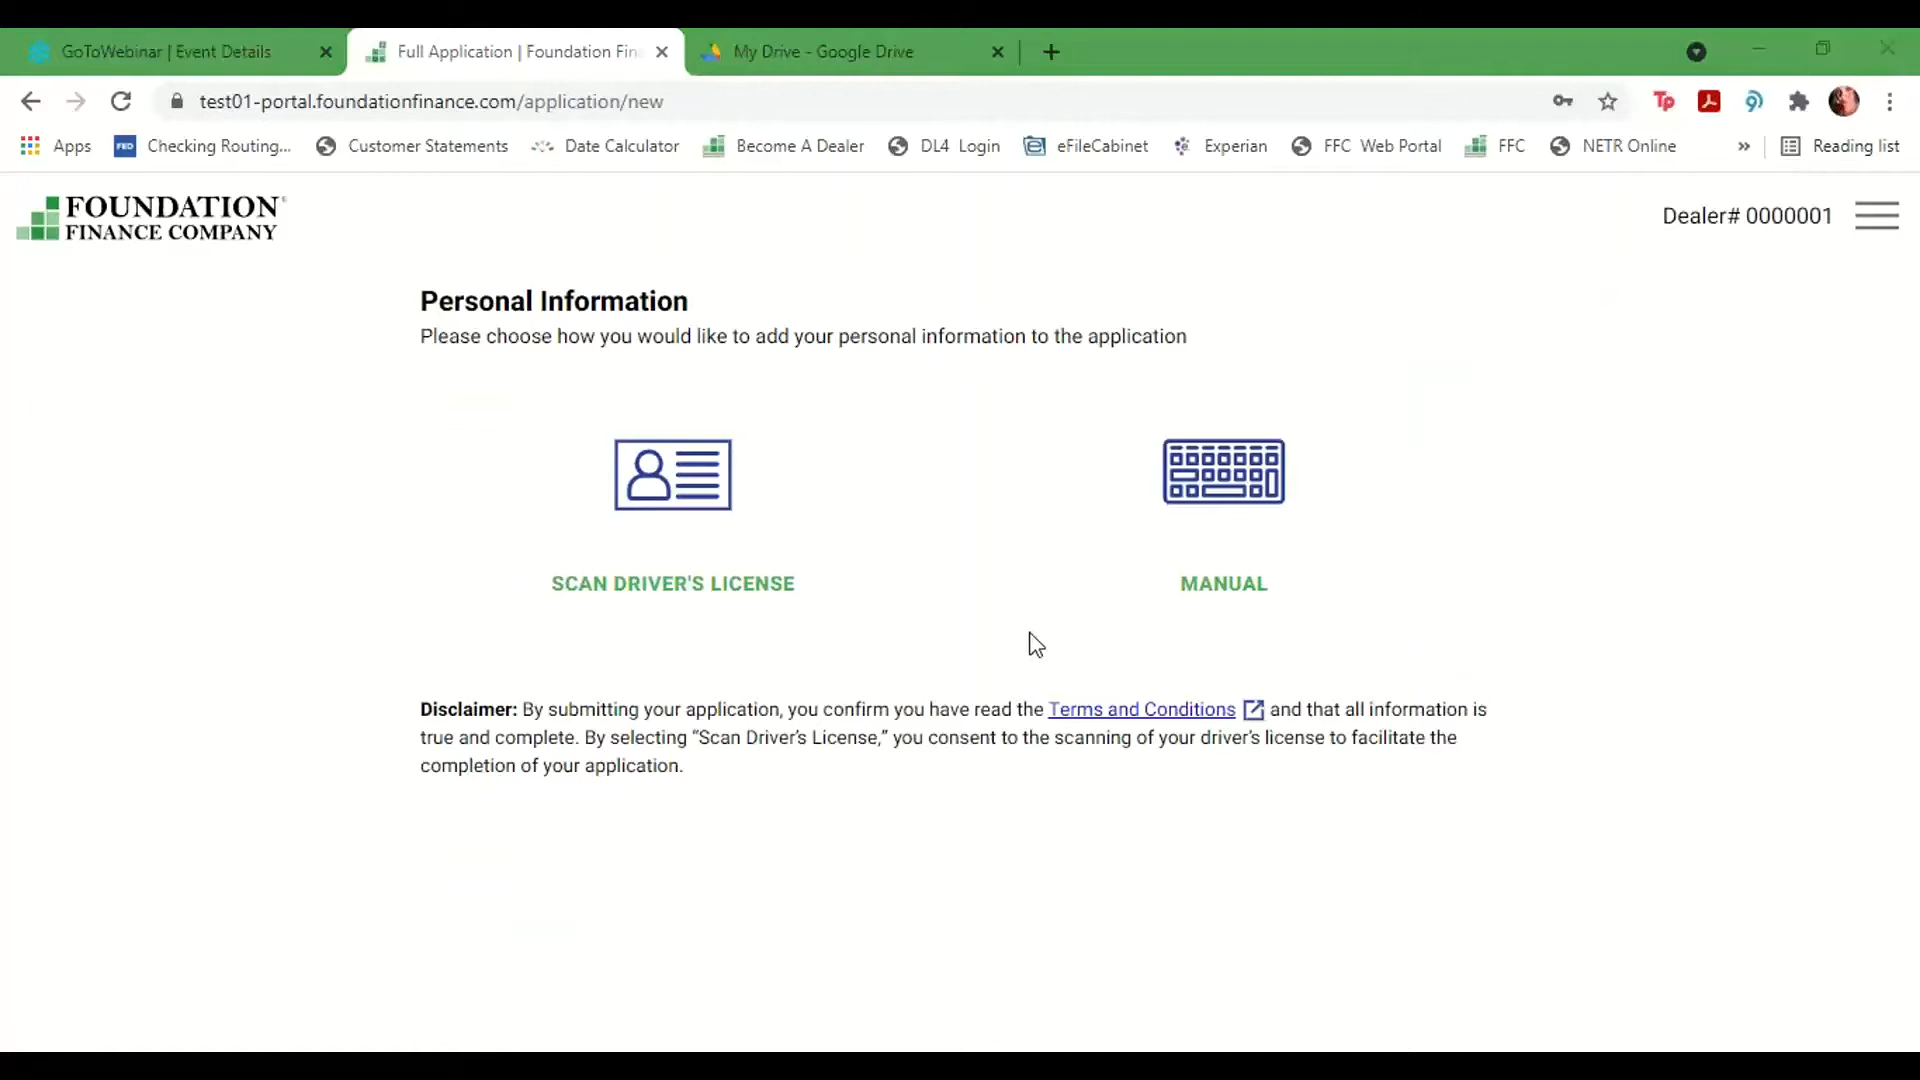 GoToWebinar | Event Details
Full Application | Foundation Fin
My Drive - Google Drive
test01-portal.foundationfinance.com/application/new
Apps
FED
Checking Routing...
Customer Statements
Date Calculator
Become A Dealer
DL4 Login
eFileCabinet
Experian
FFC Web Portal
FFC
NETR Online
»
Reading list
FOUNDATION®
FINANCE COMPANY
Dealer# 0000001
Personal Information
Please choose how you would like to add your personal information to the application
SCAN DRIVER'S LICENSE
MANUAL
Disclaimer: By submitting your application, you confirm you have read the Terms and Conditions and that all information is
true and complete. By selecting “Scan Driver’s License,” you consent to the scanning of your driver’s license to facilitate the
completion of your application.